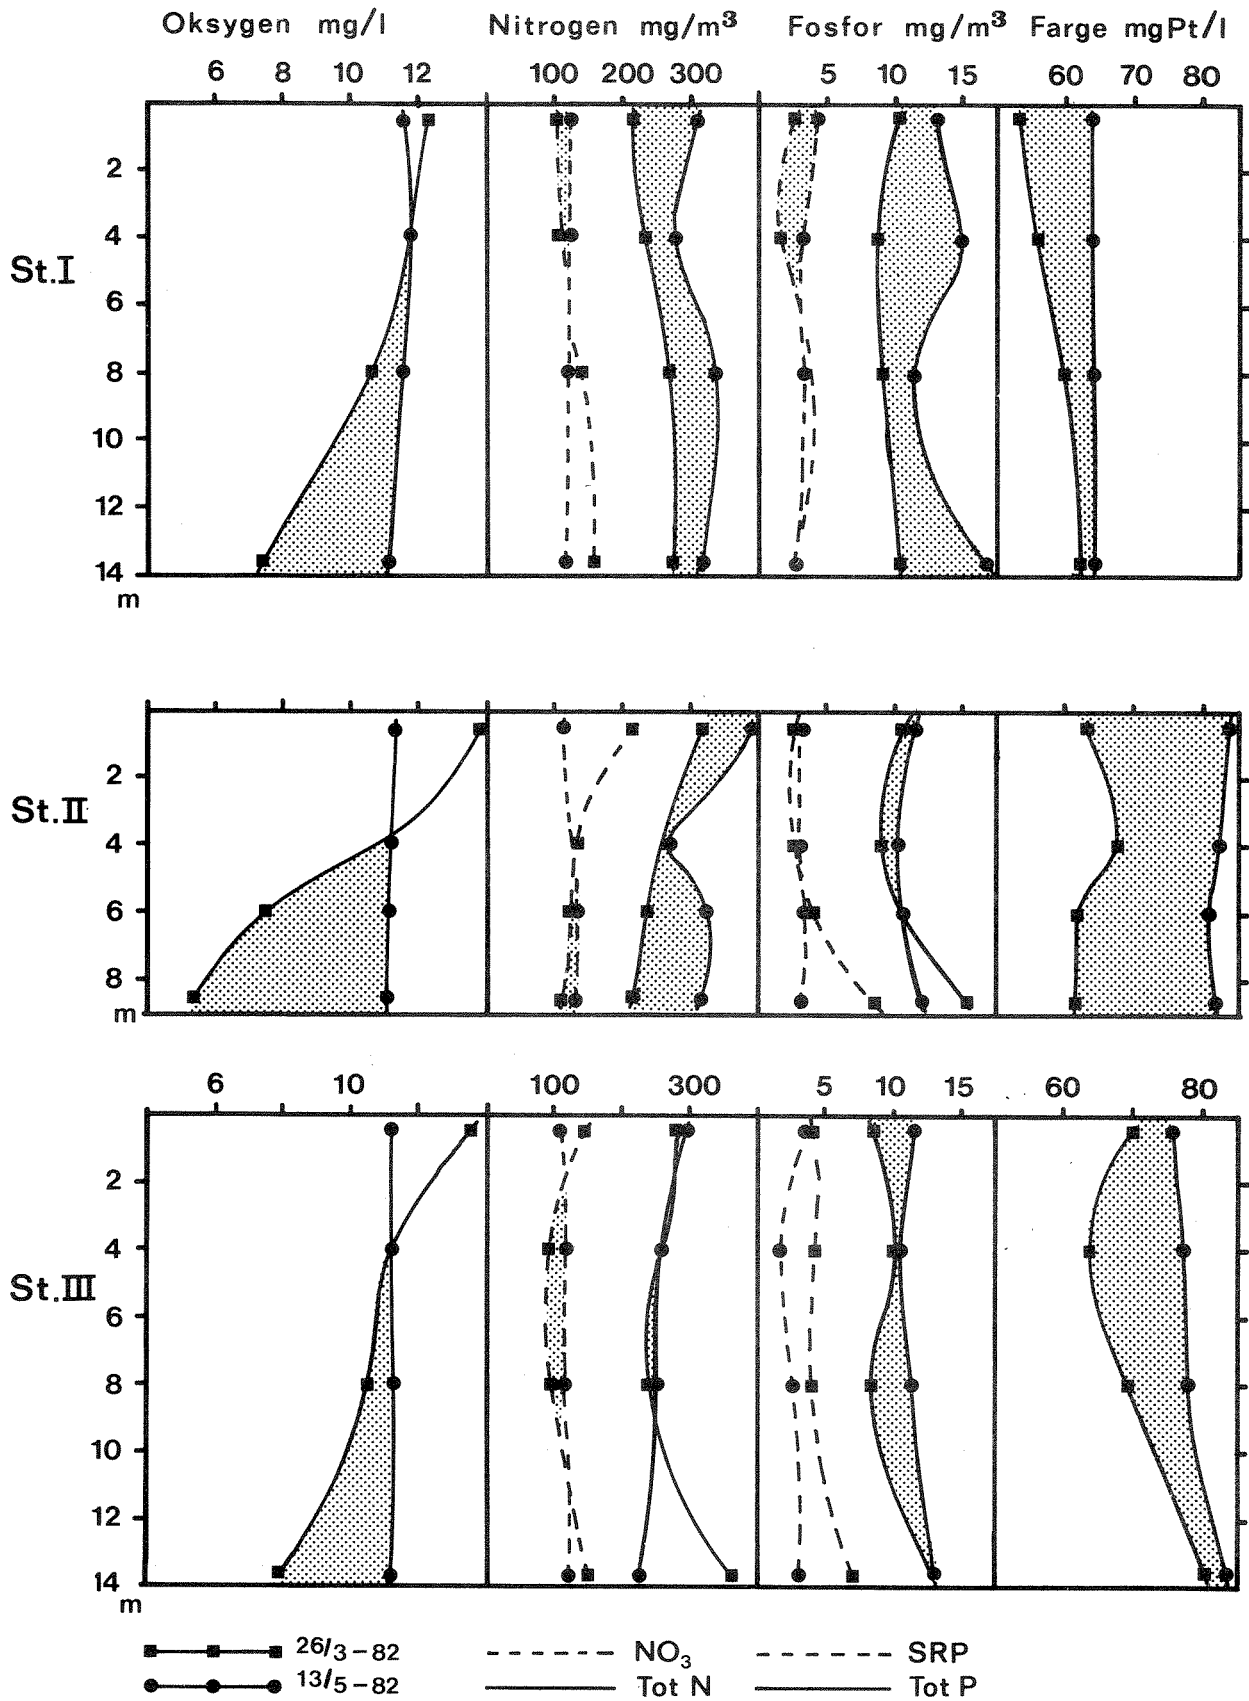 Oksygen mg/l Nitrogen mg/m³ Fosfor mg/m³ Farge mgPt/l
6 8 10 12 100 200 300 5 10 15 60 70 80
2
4
St.I
6
8
10
12
14
m
2
St.II
4
6
8
m
6 10 100 300 5 10 15 60 80
2
4
St.III
6
8
10
12
14
m
26/3-82 NO₃ SRP
13/5-82 Tot N Tot P